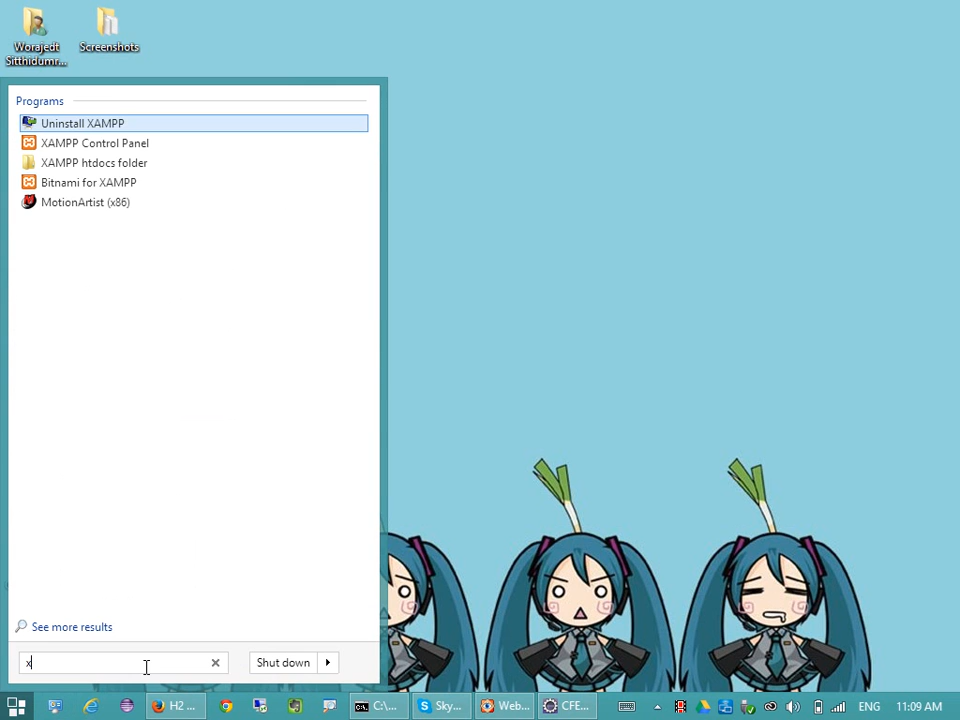 Worajedt
Sitthidumr...
Screenshots
Programs
Uninstall XAMPP
XAMPP Control Panel
XAMPP htdocs folder
Bitnami for XAMPP
MotionArtist (x86)
See more results
x
Shut down
H2 ...
C:\...
Sky...
Web...
CFE...
ENG
11:09 AM